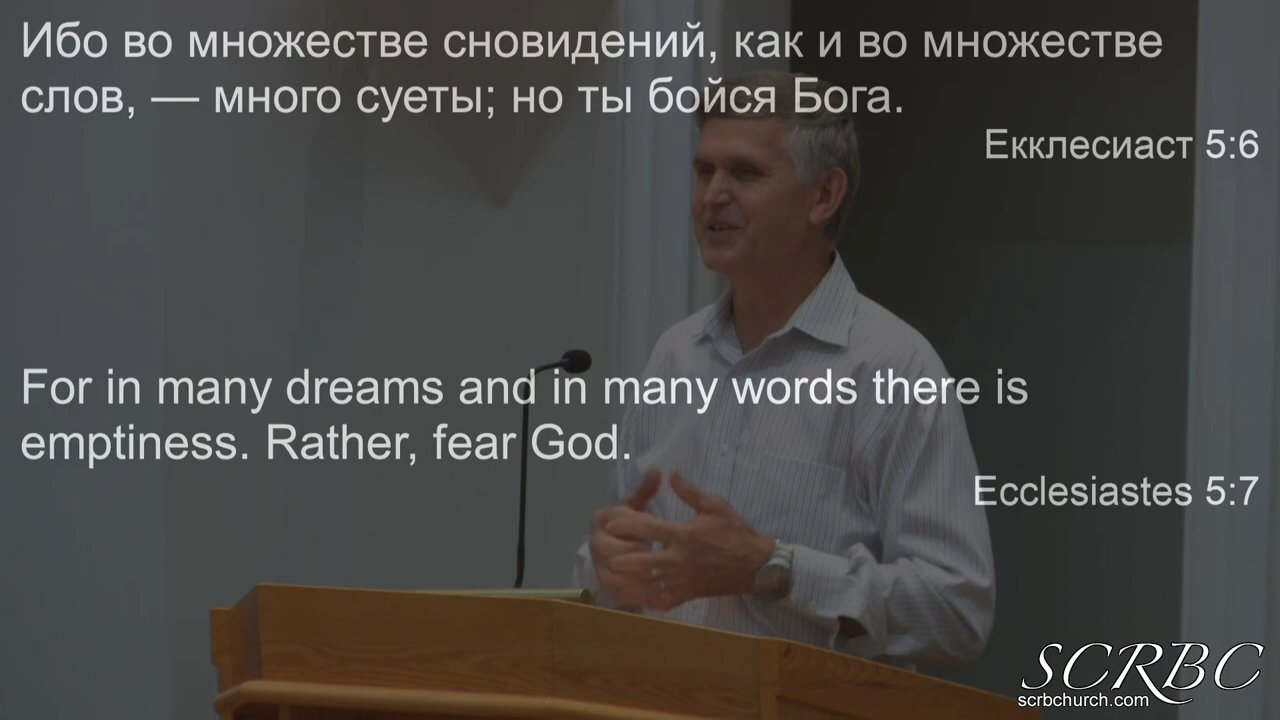 Ибо во множестве сновидений, как и во множестве
слов, — много суеты; но ты бойся Бога.
Екклесиаст 5:6
For in many dreams and in many words there is
emptiness. Rather, fear God.
Ecclesiastes 5:7
SCRBC
scrbchurch.com